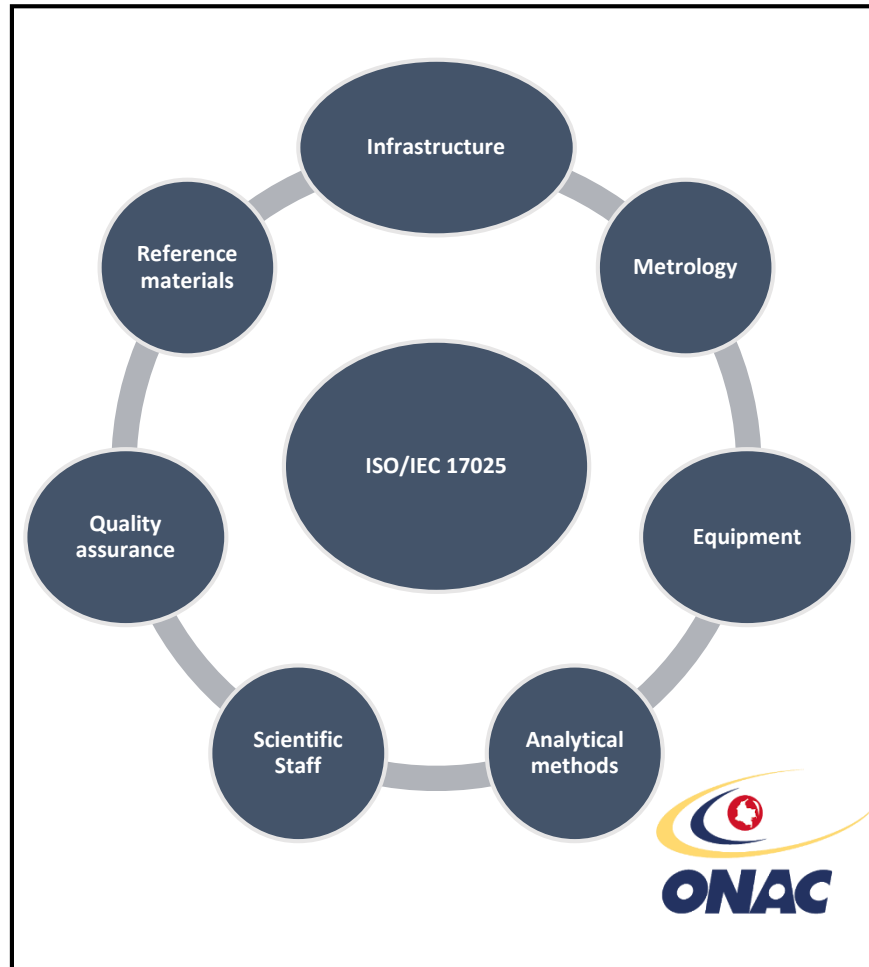 Infrastructure
Reference
materials
Metrology
ISO/IEC 17025
Quality
assurance
Equipment
Scientific
Staff
Analytical
methods
ONAC